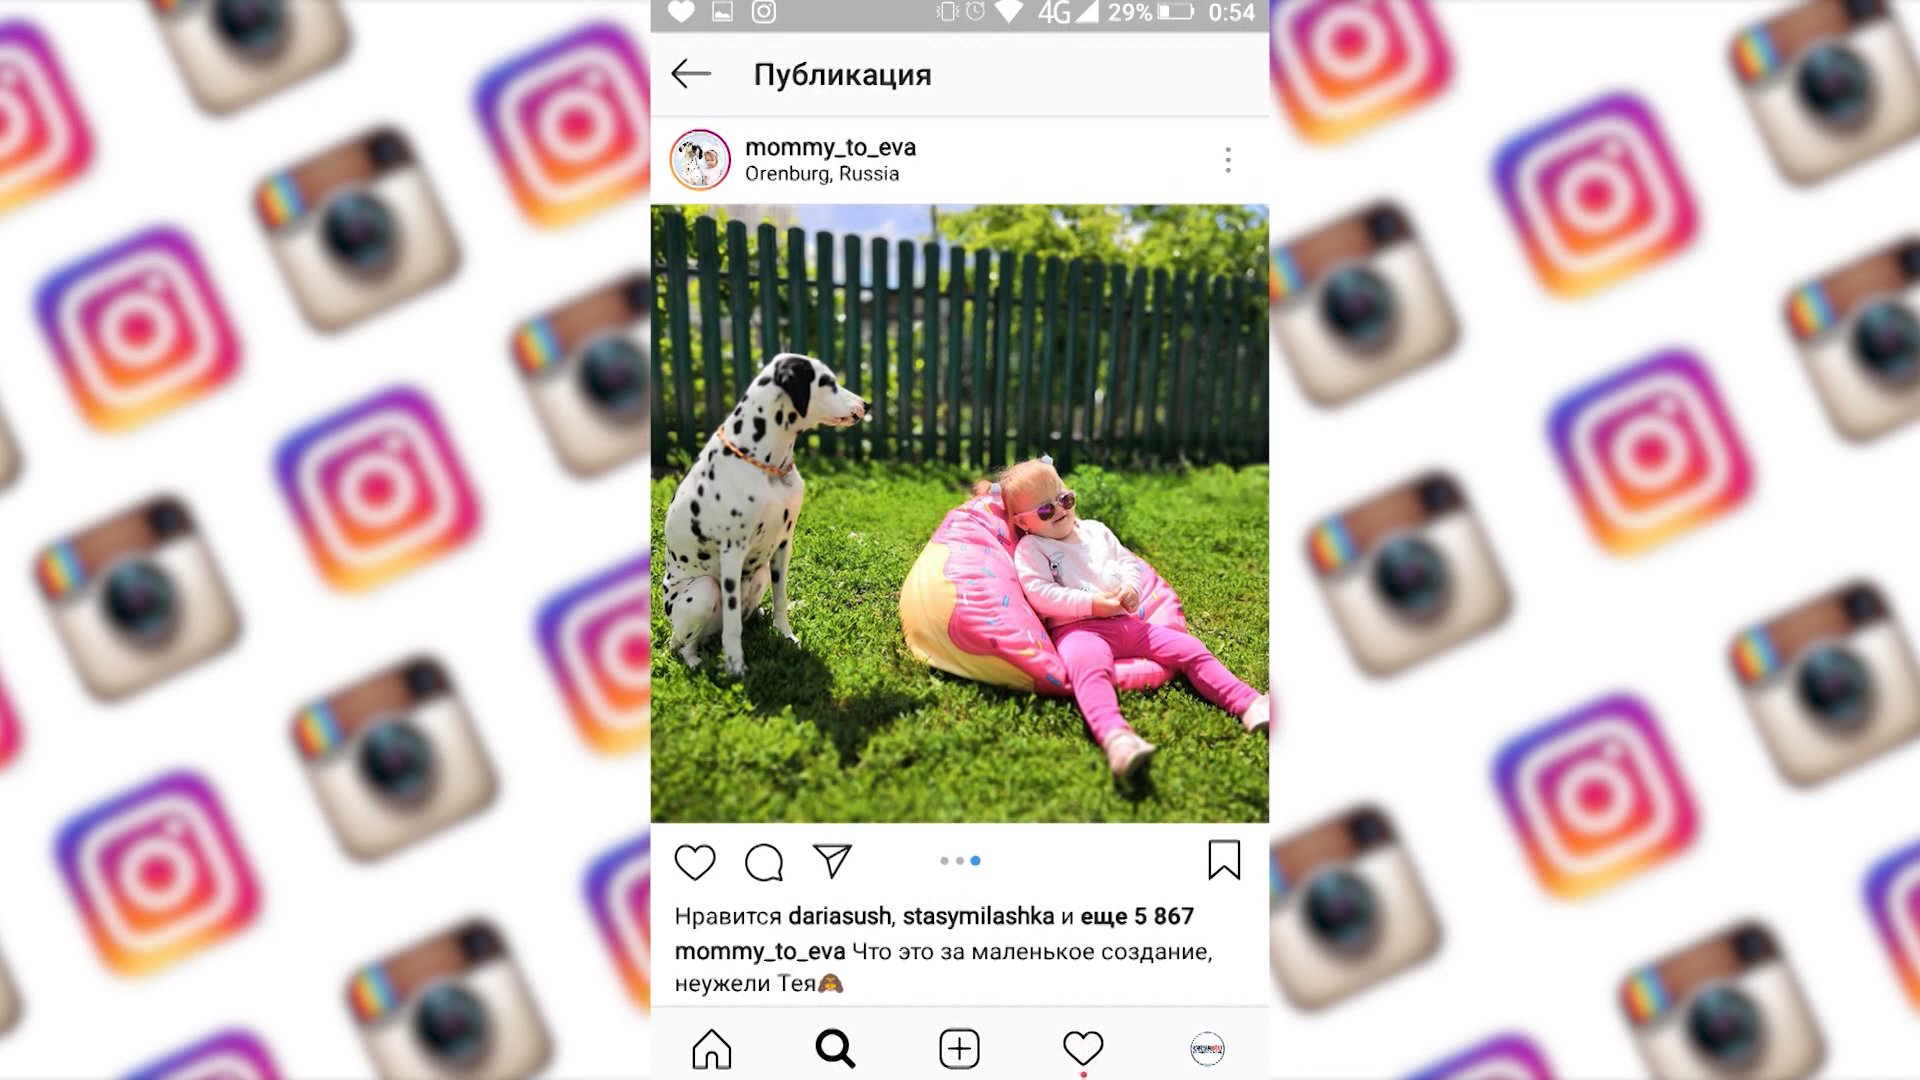 4G 29% 0:54
Публикация
mommy_to_eva
Orenburg, Russia
Нравится dariasush, stasymilashka и еще 5 867
mommy_to_eva Что это за маленькое создание,
неужели Тея🙈